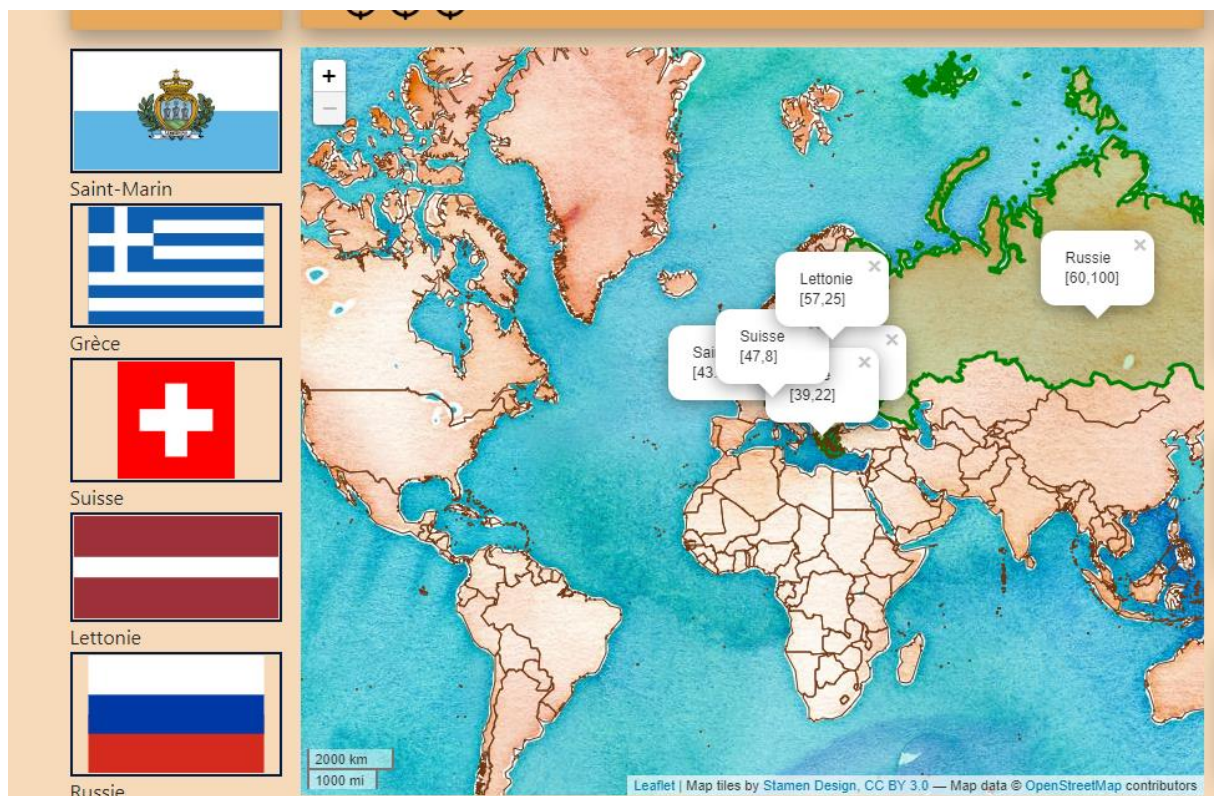 Saint-Marin
Grèce
Suisse
Lettonie
Russie
+
−
Russie
[60,100]
Lettonie
[57,25]
Suisse
[47,8]
[39,22]
2000 km
1000 mi
Leaflet | Map tiles by Stamen Design, CC BY 3.0 — Map data © OpenStreetMap contributors